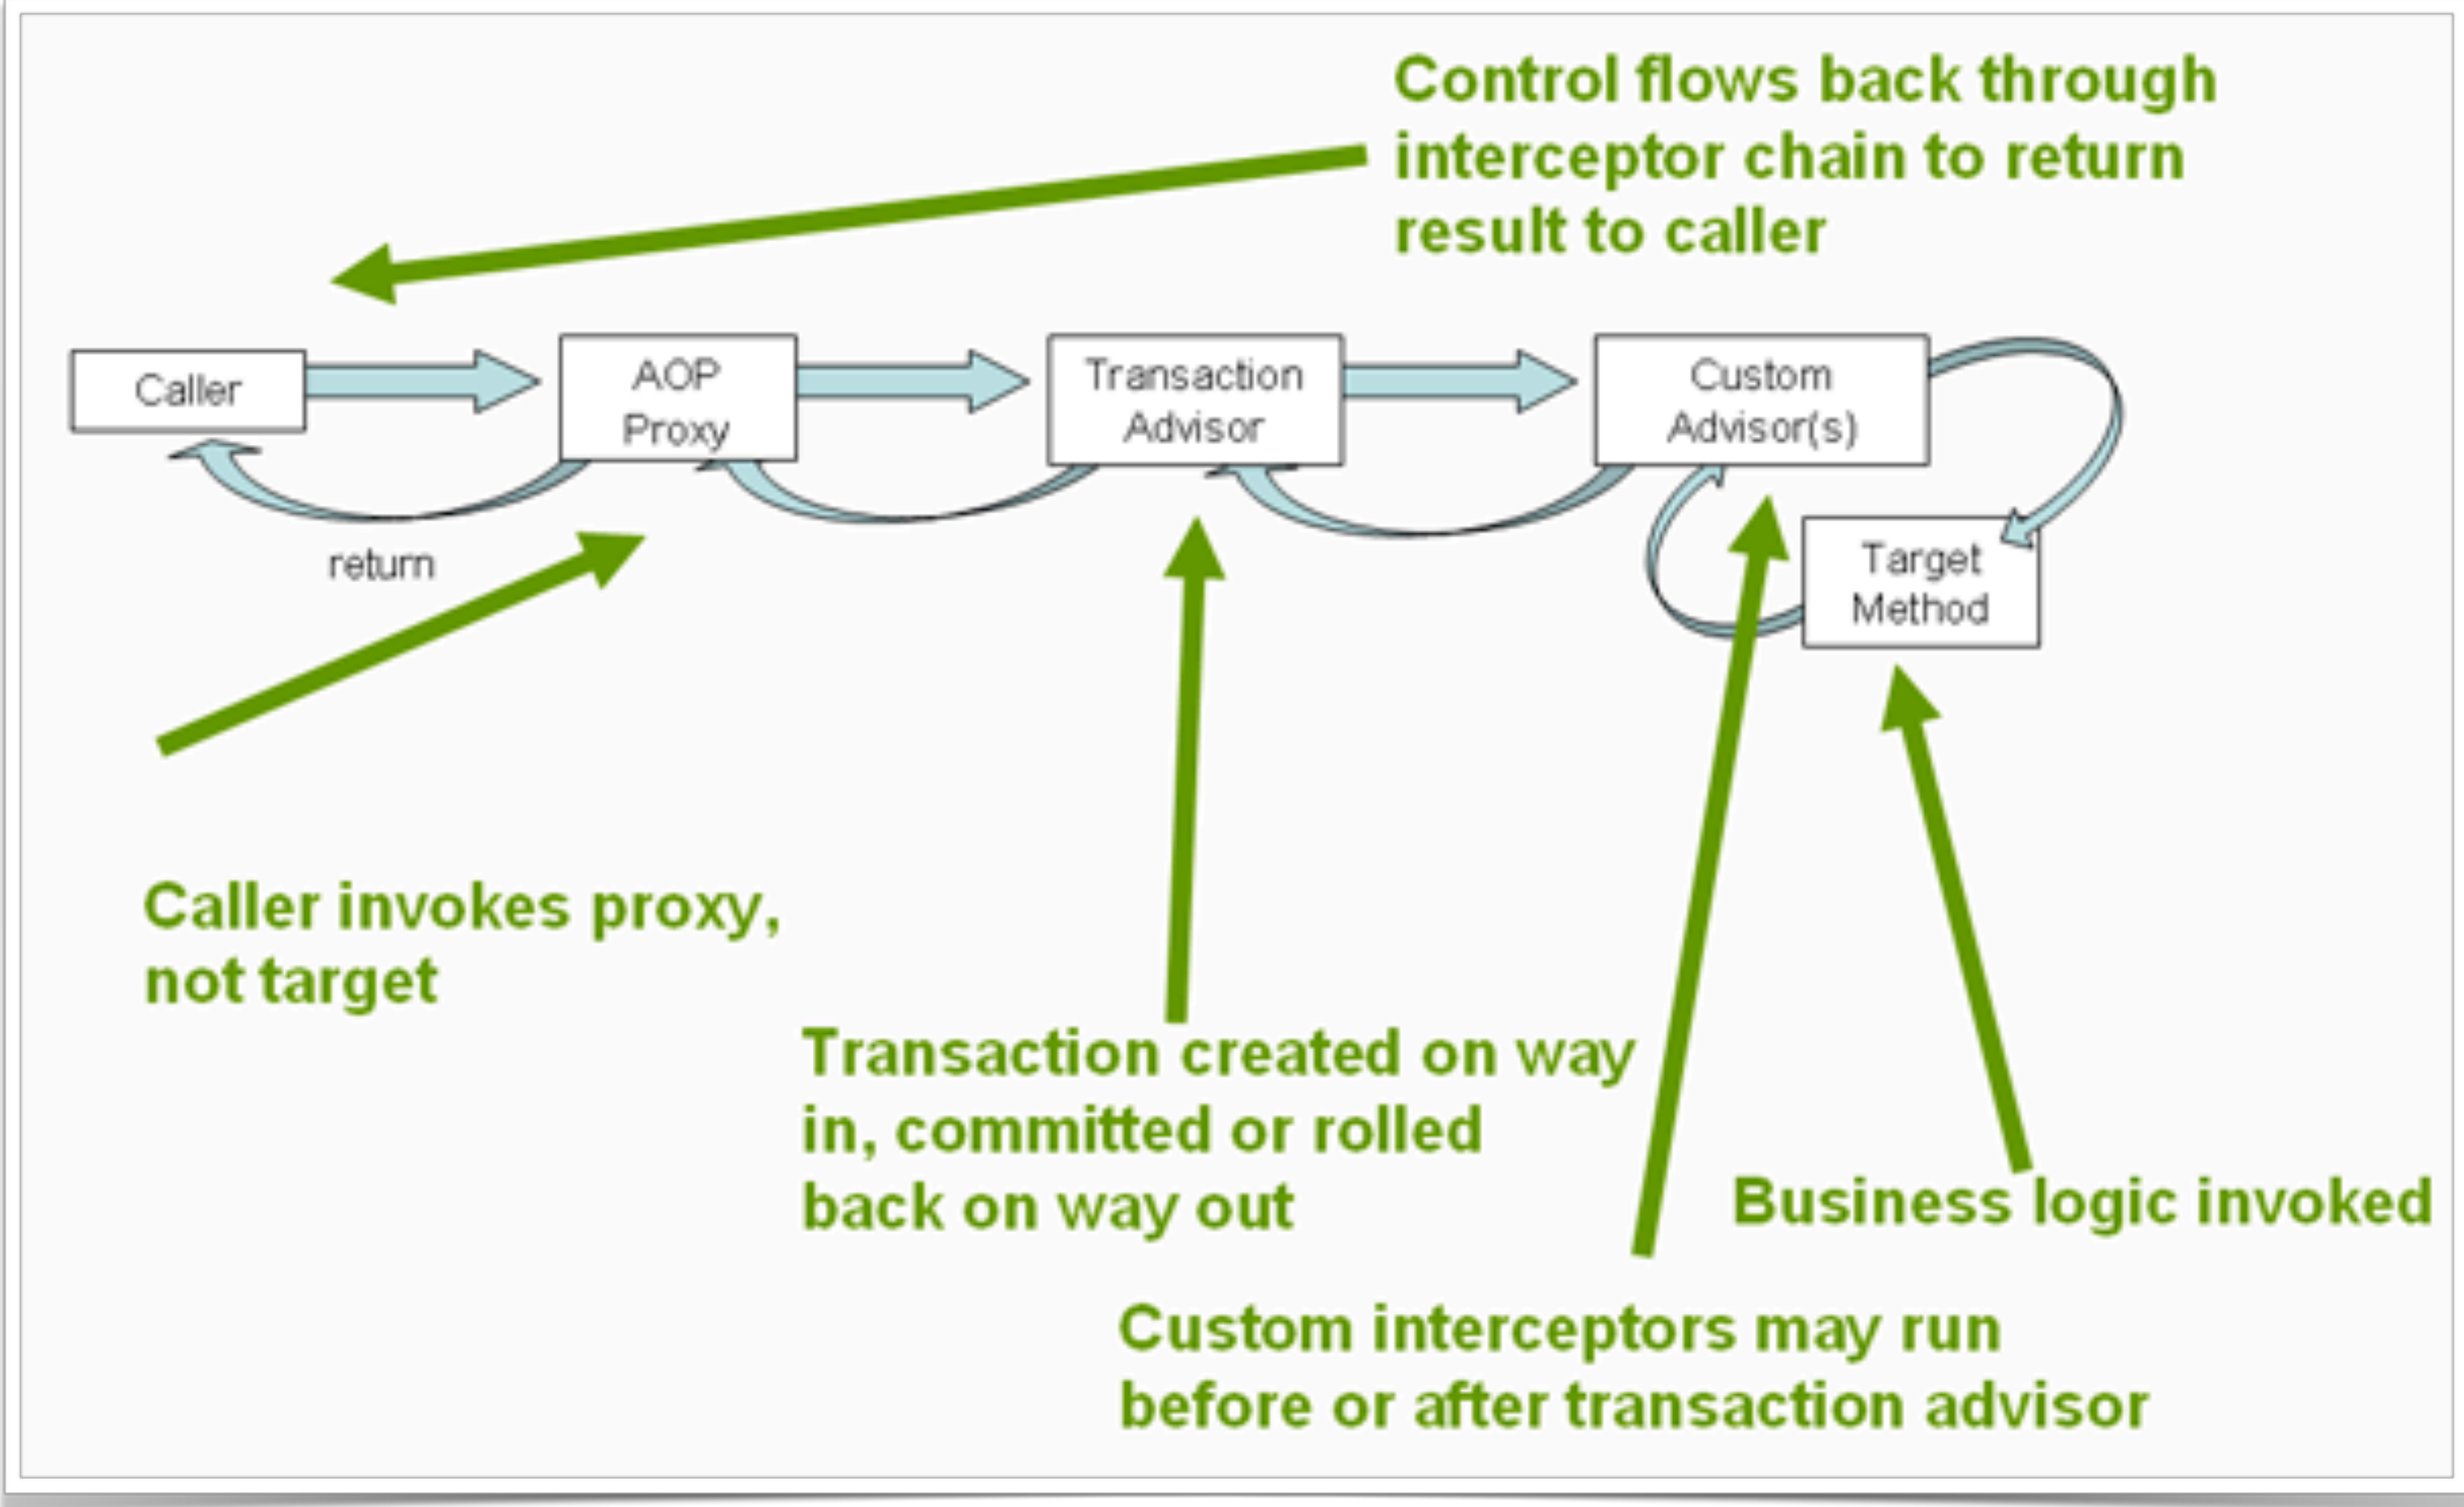 Control flows back through
interceptor chain to return
result to caller
Caller
AOP
Proxy
Transaction
Advisor
Custom
Advisor(s)
return
Target
Method
Caller invokes proxy,
not target
Transaction created on way
in, committed or rolled
back on way out
Business logic invoked
Custom interceptors may run
before or after transaction advisor